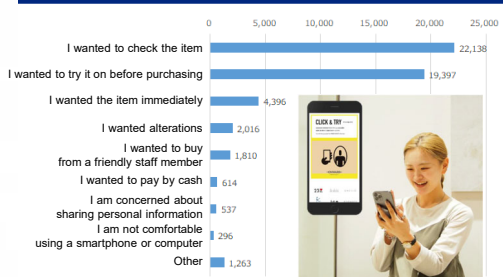 0 5,000 10,000 15,000 20,000 25,000
I wanted to check the item 22,138
I wanted to try it on before purchasing 19,397
I wanted the item immediately 4,396
I wanted alterations 2,016
I wanted to buy
from a friendly staff member 1,810
I wanted to pay by cash 614
I am concerned about
sharing personal information 537
I am not comfortable
using a smartphone or computer 296
Other 1,263
CLICK & TRY